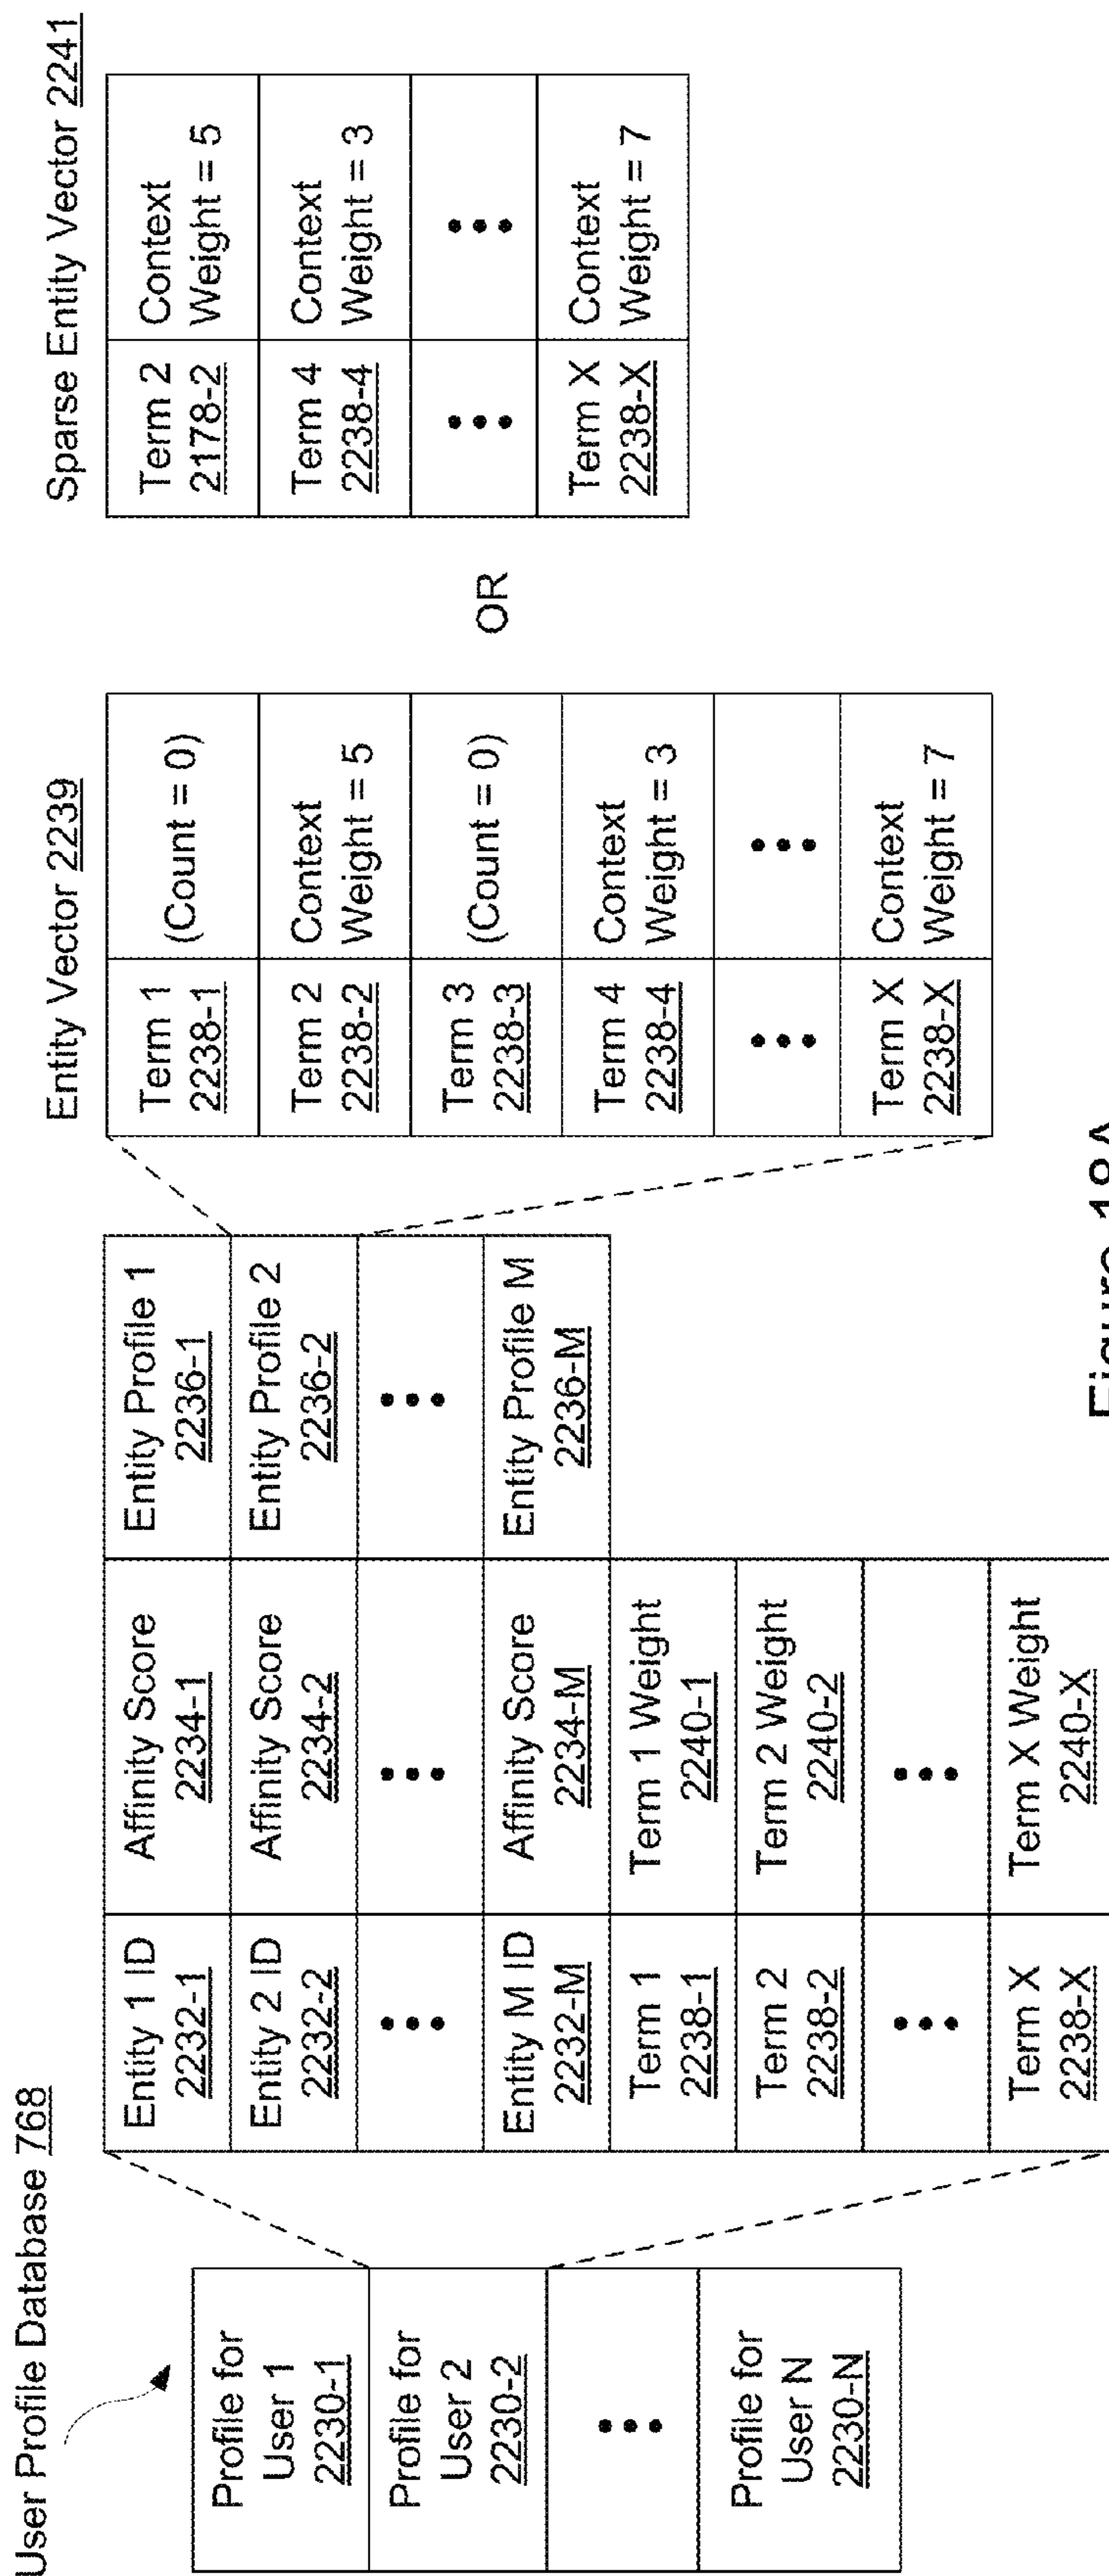 User Profile Database 768
Profile for
User 1
2230-1
Profile for
User 2
2230-2
Profile for
User N
2230-N
Entity 1 ID
2232-1
Affinity Score
2234-1
Entity Profile 1
2236-1
Entity 2 ID
2232-2
Affinity Score
2234-2
Entity Profile 2
2236-2
Entity M ID
2232-M
Affinity Score
2234-M
Entity Profile M
2236-M
Term 1
2238-1
Term 1 Weight
2240-1
Term 2
2238-2
Term 2 Weight
2240-2
Term X
2238-X
Term X Weight
2240-X
Entity Vector 2239
Term 1
2238-1
(Count = 0)
Term 2
2238-2
Context
Weight = 5
Term 3
2238-3
(Count = 0)
Term 4
2238-4
Context
Weight = 3
Term X
2238-X
Context
Weight = 7
OR
Sparse Entity Vector 2241
Term 2
2178-2
Context
Weight = 5
Term 4
2238-4
Context
Weight = 3
Term X
2238-X
Context
Weight = 7
Figure 18A